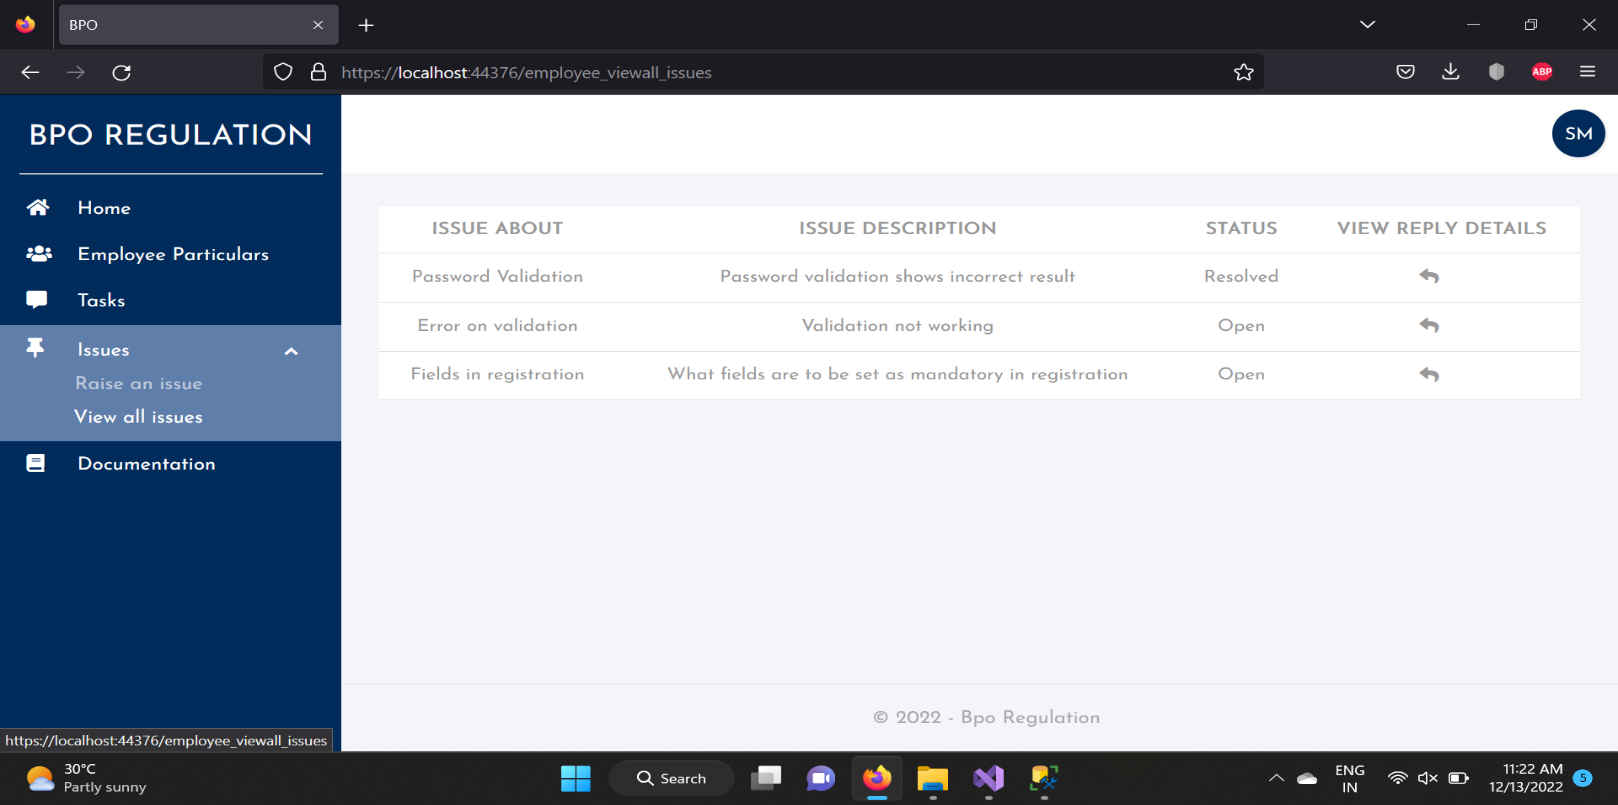 BPO
https://localhost:44376/employee_viewall_issues
ABP
BPO REGULATION
SM
Home
Employee Particulars
Tasks
Issues
Raise an issue
View all issues
Documentation
ISSUE ABOUT ISSUE DESCRIPTION STATUS VIEW REPLY DETAILS
Password Validation Password validation shows incorrect result Resolved
Error on validation Validation not working Open
Fields in registration What fields are to be set as mandatory in registration Open
© 2022 - Bpo Regulation
https://localhost:44376/employee_viewall_issues
30°C
Partly sunny
Search
ENG
IN
11:22 AM
12/13/2022
5